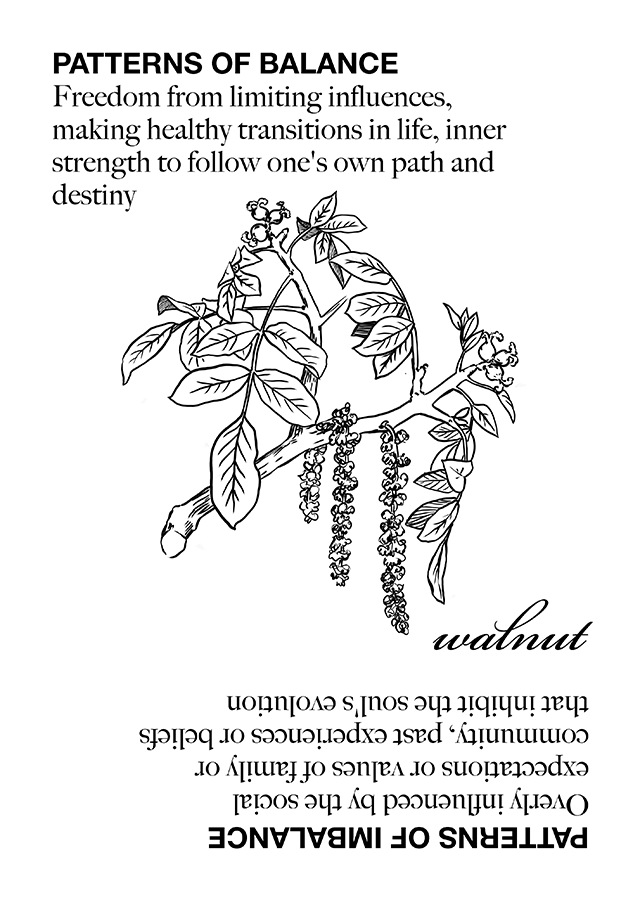 PATTERNS OF BALANCE
Freedom from limiting influences,
making healthy transitions in life, inner
strength to follow one's own path and
destiny
walnut
PATTERNS OF IMBALANCE
Overly influenced by the social
expectations or values of family or
community, past experiences or beliefs
that inhibit the soul's evolution